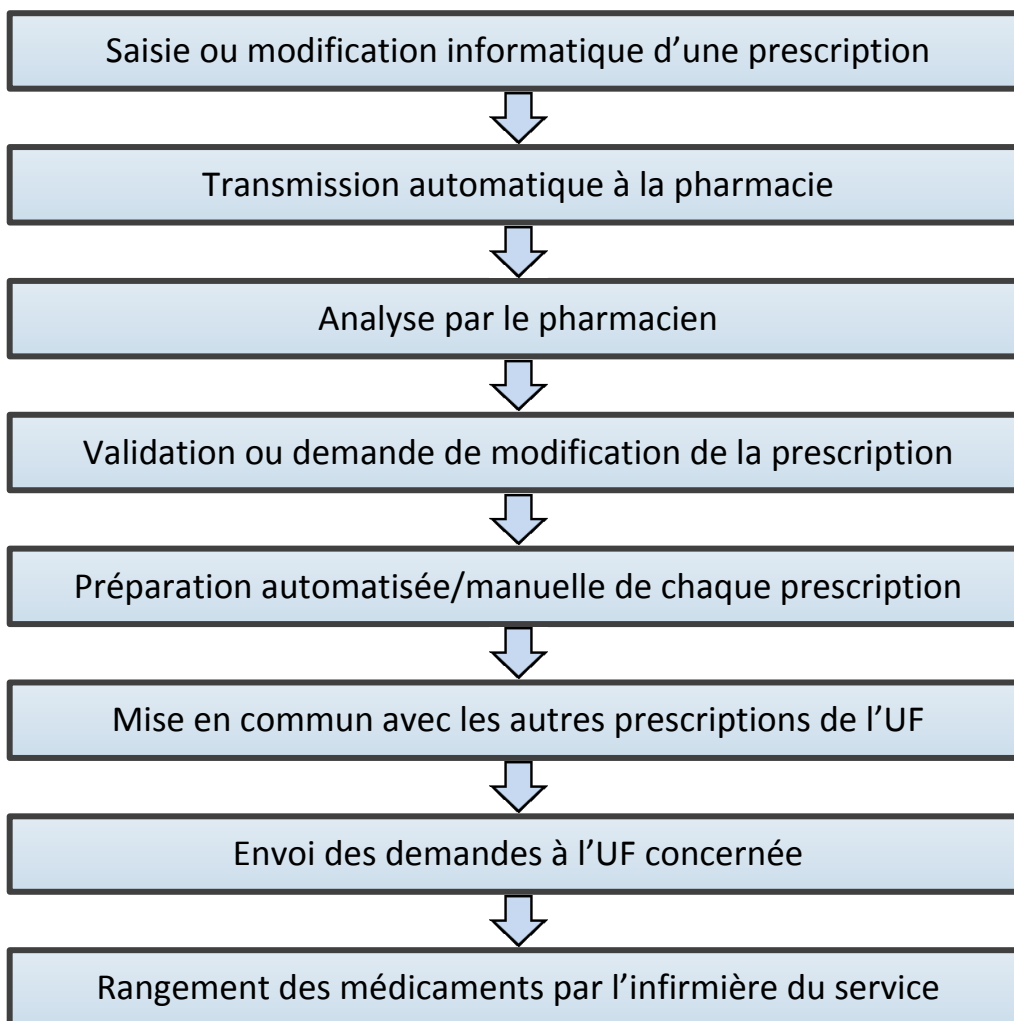 Saisie ou modification informatique d’une prescription
Transmission automatique à la pharmacie
Analyse par le pharmacien
Validation ou demande de modification de la prescription
Préparation automatisée/manuelle de chaque prescription
Mise en commun avec les autres prescriptions de l’UF
Envoi des demandes à l’UF concernée
Rangement des médicaments par l’infirmière du service